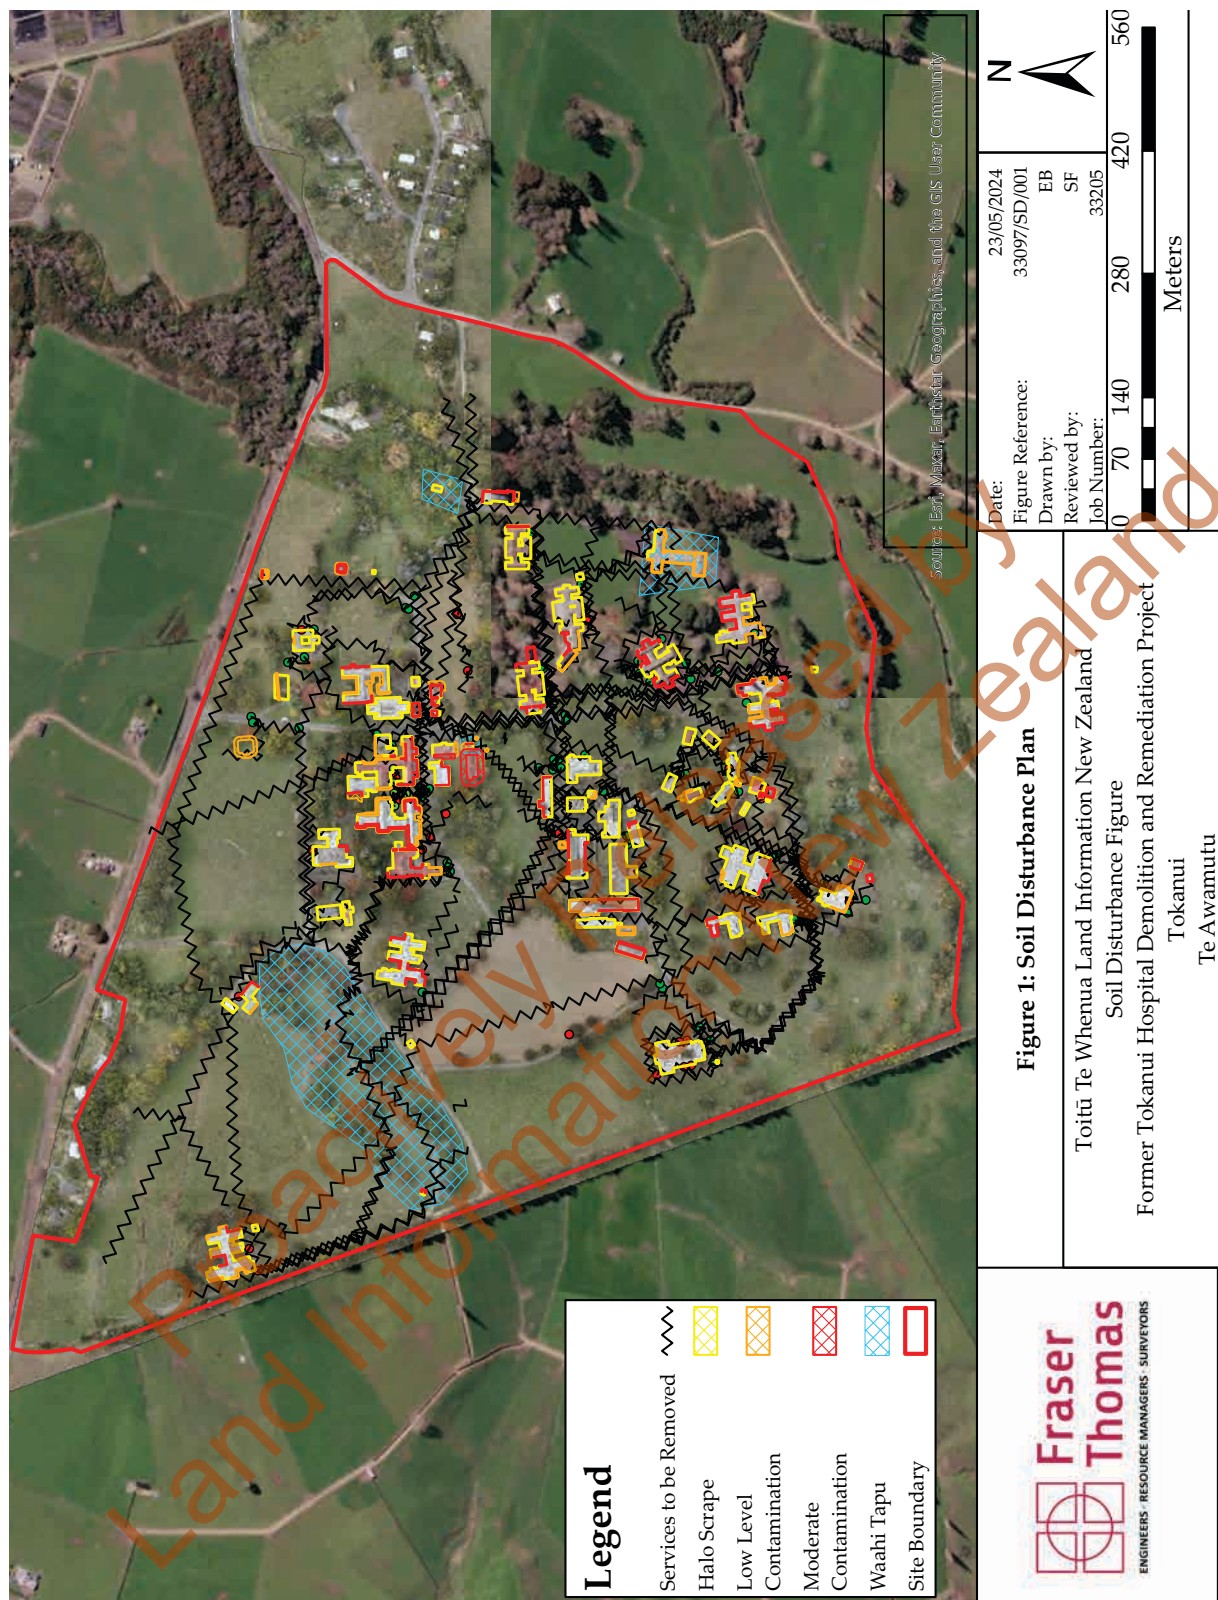 Proactively Released by
Land Information New Zealand
Source: Esri, Maxar, Earthstar Geographics, and the GIS User Community
Legend
Services to be Removed
Halo Scrape
Low Level
Contamination
Moderate
Contamination
Waahi Tapu
Site Boundary
Fraser
Thomas
ENGINEERS · RESOURCE MANAGERS · SURVEYORS
Figure 1: Soil Disturbance Plan
Toitū Te Whenua Land Information New Zealand
Soil Disturbance Figure
Former Tokanui Hospital Demolition and Remediation Project
Tokanui
Te Awamutu
Date: 23/05/2024
Figure Reference: 33097/SD/001
Drawn by: EB
Reviewed by: SF
Job Number: 33205
N
0 70 140 280 420 560
Meters